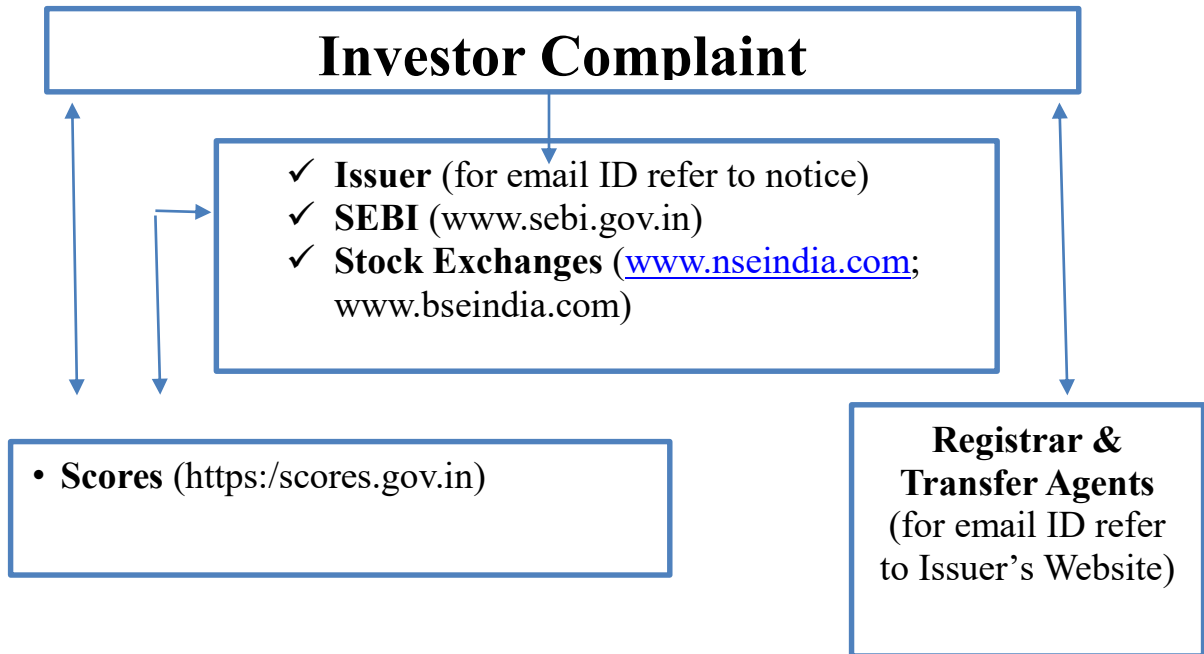 Investor Complaint
✓ Issuer (for email ID refer to notice)
✓ SEBI (www.sebi.gov.in)
✓ Stock Exchanges (www.nseindia.com;
www.bseindia.com)
• Scores (https:/scores.gov.in)
Registrar &
Transfer Agents
(for email ID refer
to Issuer’s Website)